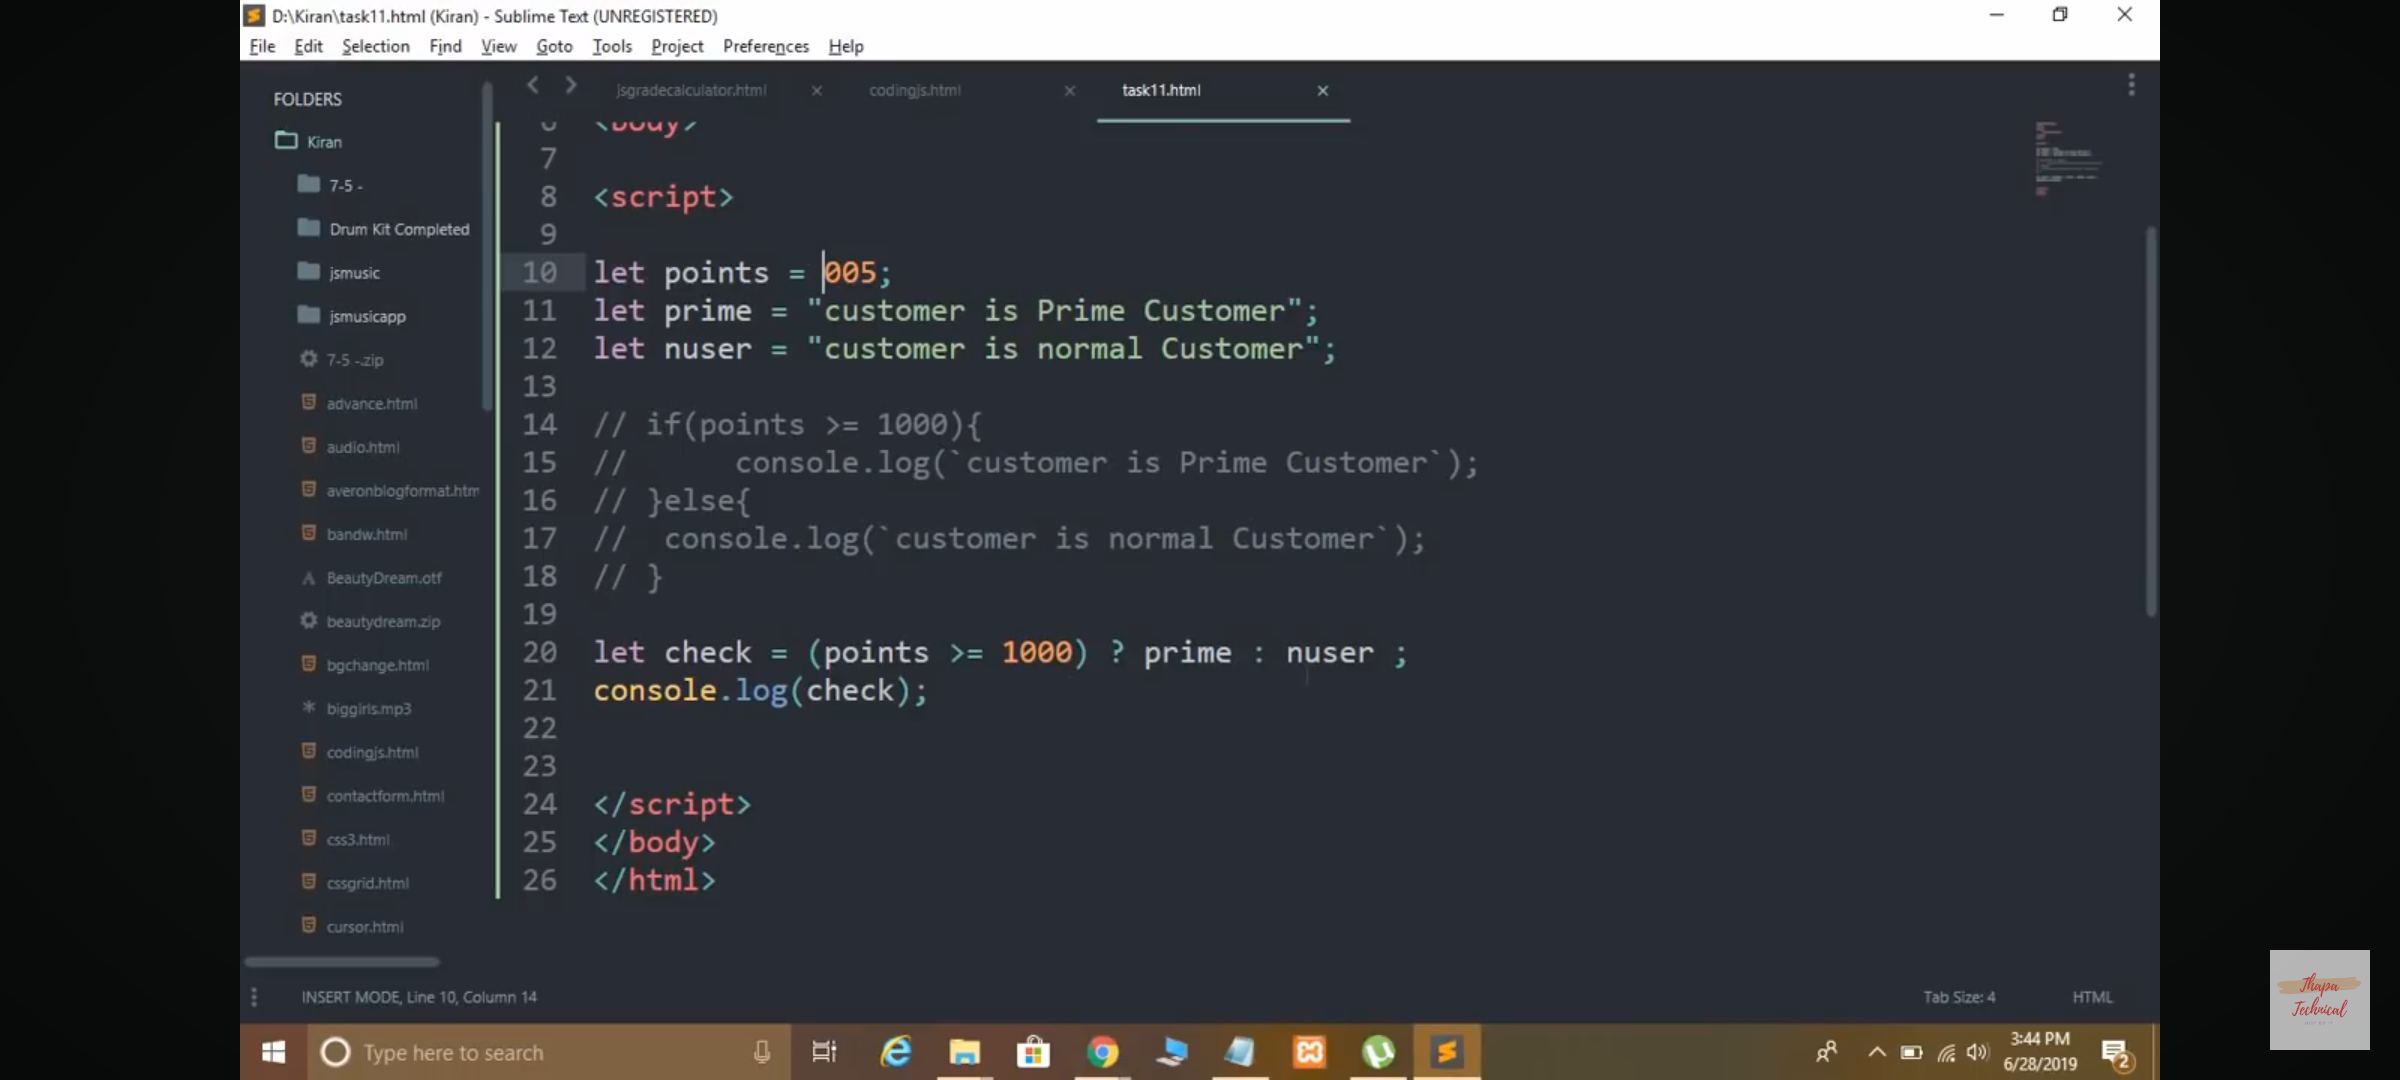 D:\Kiran\task11.html (Kiran) - Sublime Text (UNREGISTERED)
File Edit Selection Find View Goto Tools Project Preferences Help
FOLDERS
Kiran
7-5 -
Drum Kit Completed
jsmusic
jsmusicapp
7-5 -.zip
advance.html
audio.html
averonblogformat.htm
bandw.html
BeautyDream.otf
beautydream.zip
bgchange.html
biggirls.mp3
codingjs.html
contactform.html
css3.html
cssgrid.html
cursor.html
jsgradecalculator.html codingjs.html task11.html
6 <body>
7
8 <script>
9
10 let points = 005;
11 let prime = "customer is Prime Customer";
12 let nuser = "customer is normal Customer";
13
14 // if(points >= 1000){
15 // console.log(`customer is Prime Customer`);
16 // }else{
17 // console.log(`customer is normal Customer`);
18 // }
19
20 let check = (points >= 1000) ? prime : nuser ;
21 console.log(check);
22
23
24 </script>
25 </body>
26 </html>
INSERT MODE, Line 10, Column 14 Tab Size: 4 HTML
Type here to search
3:44 PM
6/28/2019
2
Thapa
Technical